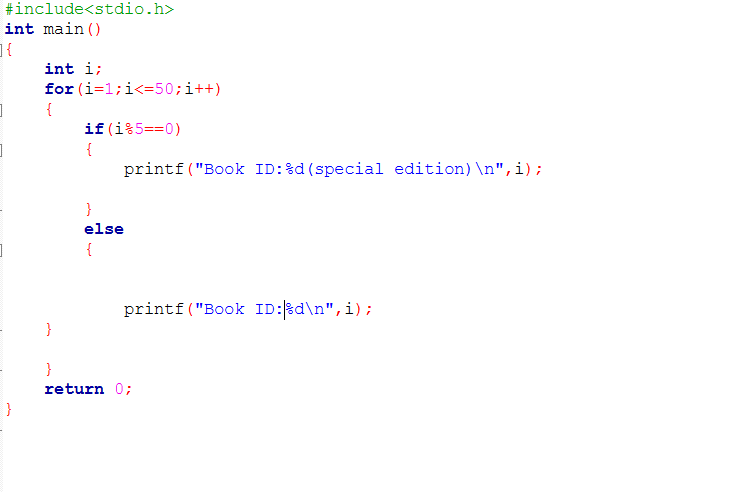 #include<stdio.h>
int main()
{
    int i;
    for(i=1;i<=50;i++)
    {
        if(i%5==0)
        {
            printf("Book ID:%d(special edition)\n",i);
        }
        else
        {
            printf("Book ID:%d\n",i);
    }
    }
    return 0;
}